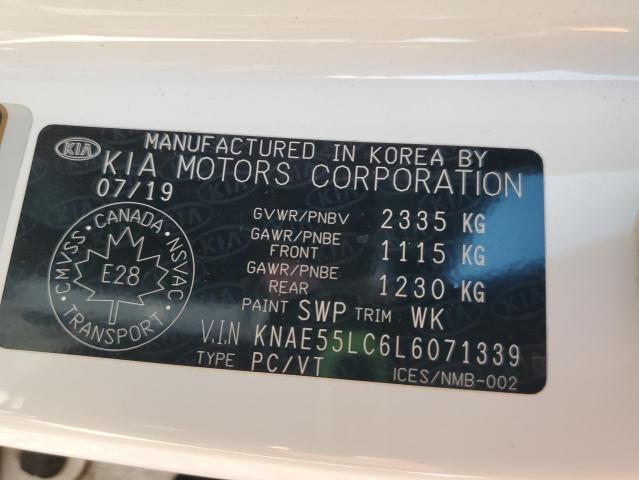 KIA
MANUFACTURED IN KOREA BY
KIA MOTORS CORPORATION
07/19
GVWR/PNBV 2335 KG
GAWR/PNBE FRONT 1115 KG
GAWR/PNBE REAR 1230 KG
PAINT SWP TRIM WK
CMVSS • CANADA • NSVAC
E28
TRANSPORT
V.I.N KNAE55LC6L6071339
TYPE PC/VT
ICES/NMB-002